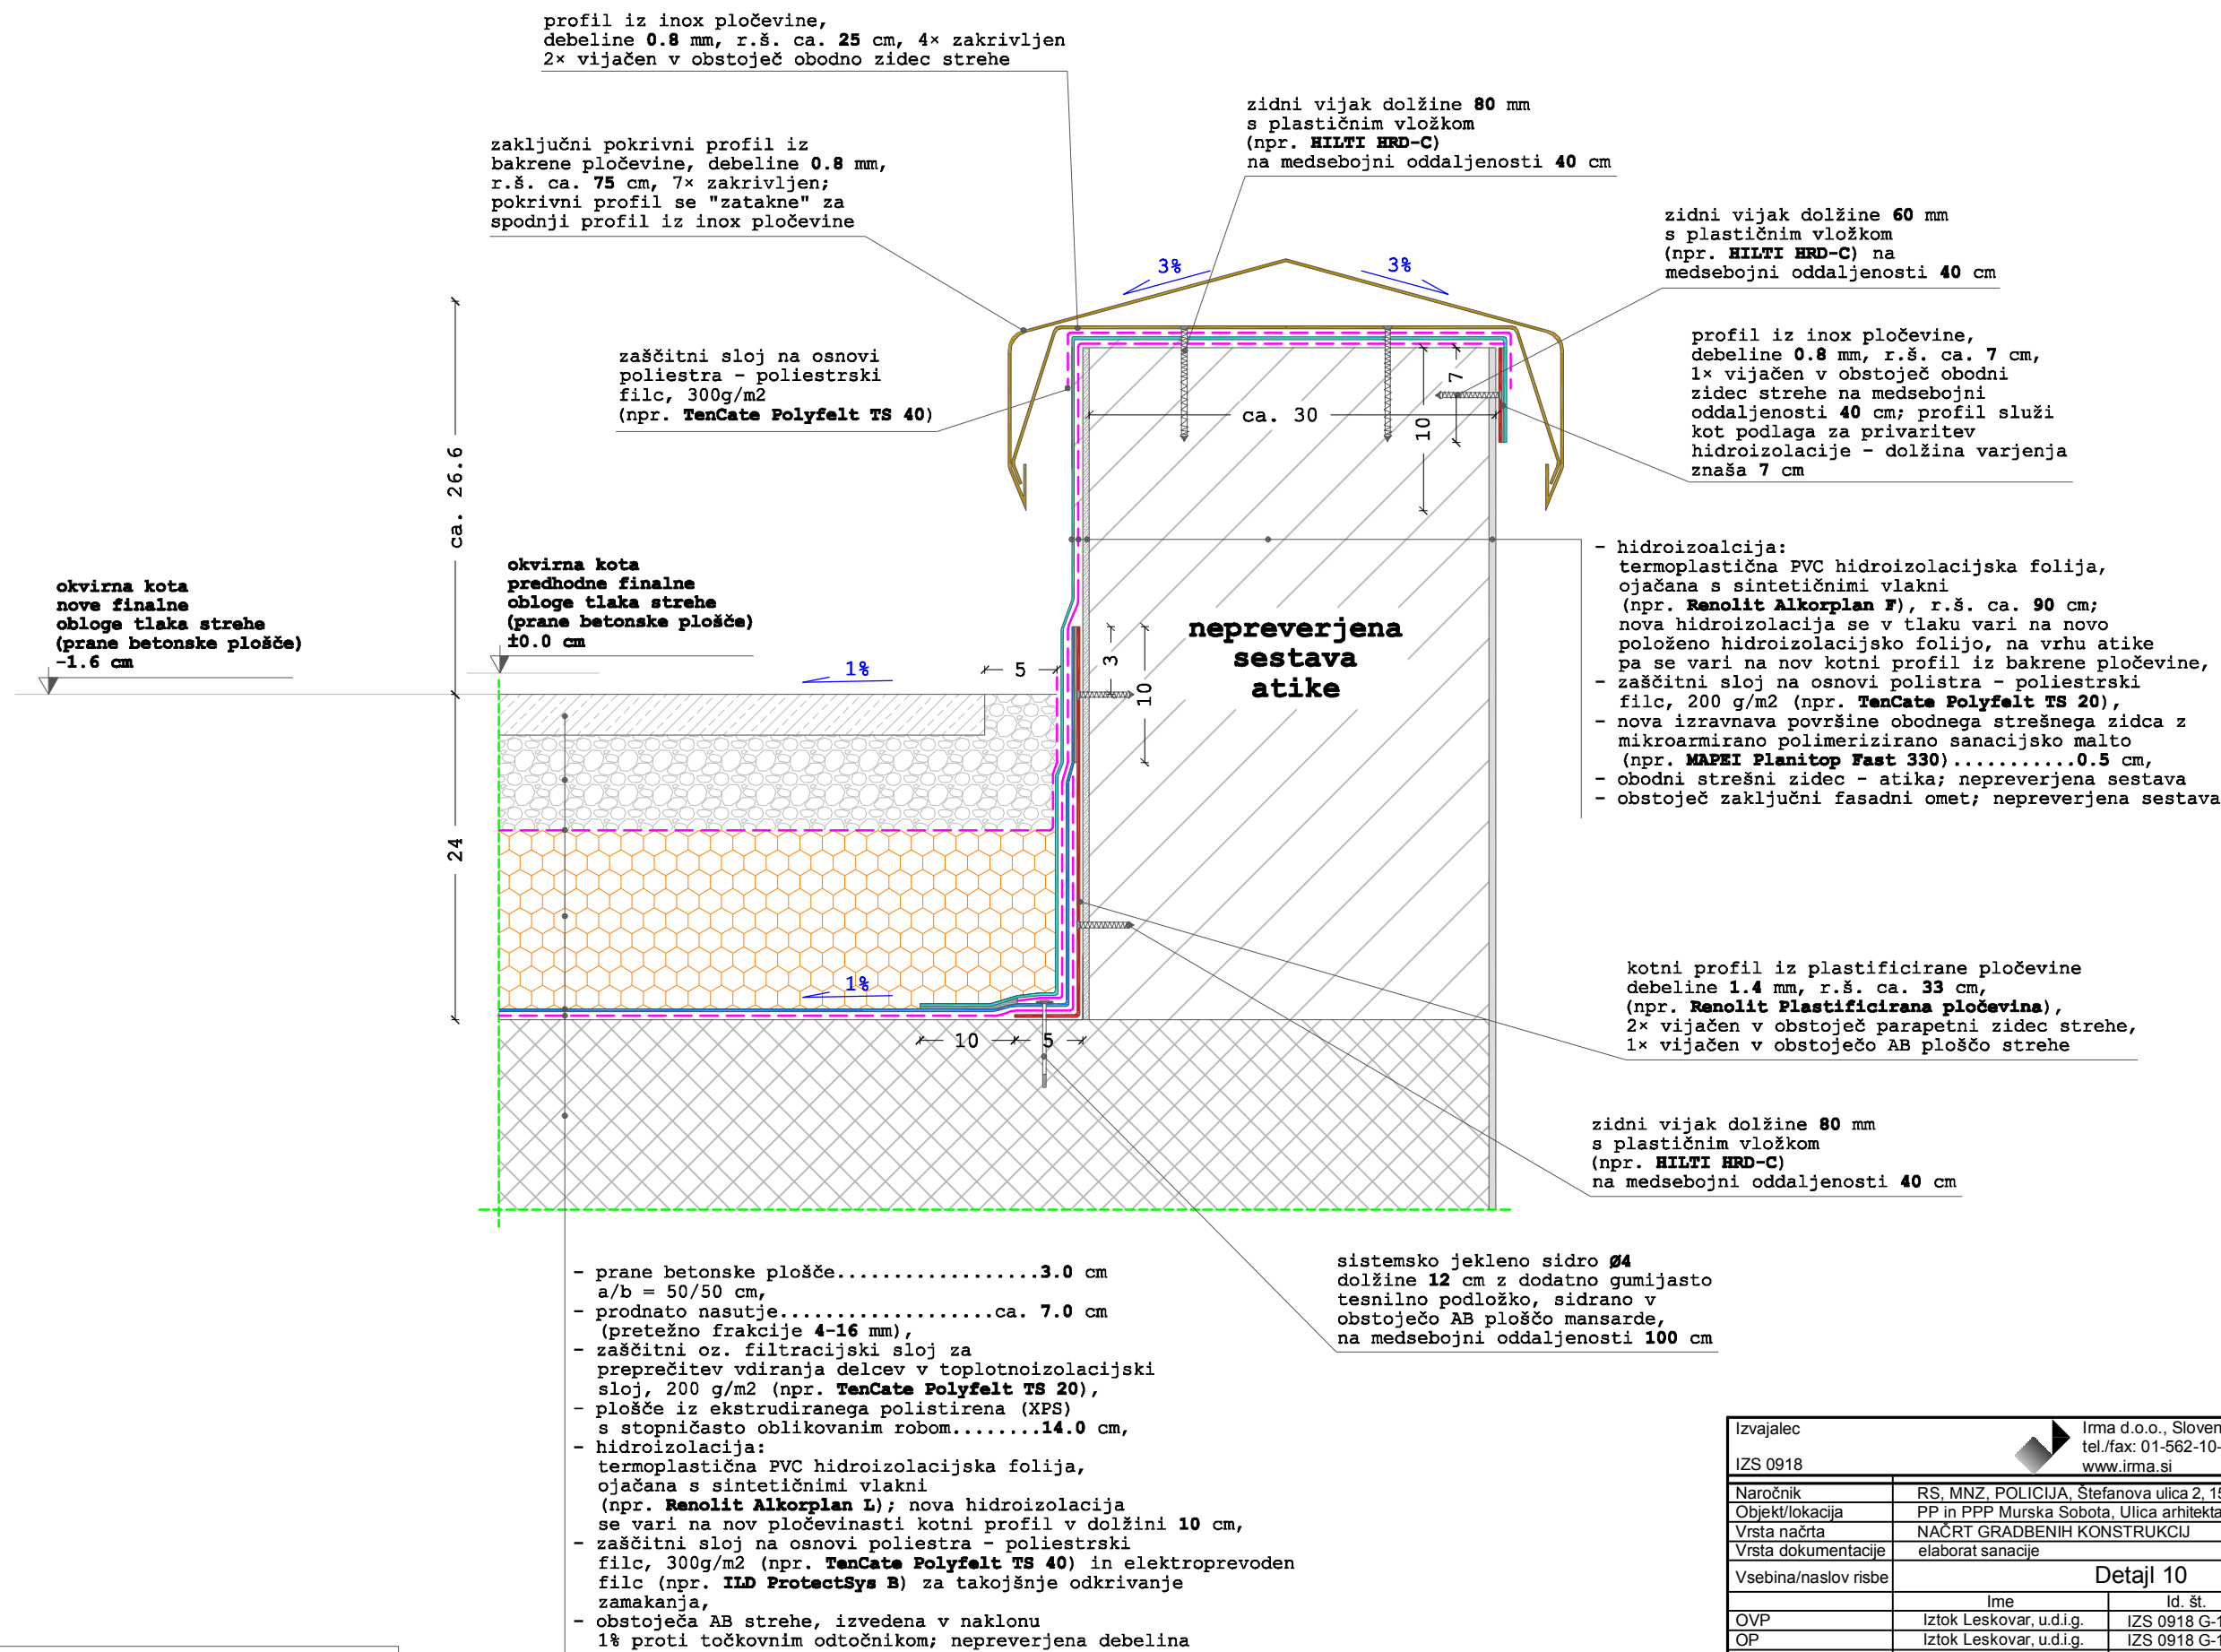 profil iz inox pločevine,
debeline 0.8 mm, r.š. ca. 25 cm, 4× zakrivljen
2× vijačen v obstoječ obodno zidec strehe
zidni vijak dolžine 80 mm
s plastičnim vložkom
(npr. HILTI HRD-C)
na medsebojni oddaljenosti 40 cm
zaključni pokrivni profil iz
bakrene pločevine, debeline 0.8 mm,
r.š. ca. 75 cm, 7× zakrivljen;
pokrivni profil se "zatakne" za
spodnji profil iz inox pločevine
zidni vijak dolžine 60 mm
s plastičnim vložkom
(npr. HILTI HRD-C) na
medsebojni oddaljenosti 40 cm
3%
3%
profil iz inox pločevine,
debeline 0.8 mm, r.š. ca. 7 cm,
1× vijačen v obstoječ obodni
zidec strehe na medsebojni
oddaljenosti 40 cm; profil služi
kot podlaga za privaritev
hidroizolacije - dolžina varjenja
znaša 7 cm
zaščitni sloj na osnovi
poliestra - poliestrski
filc, 300g/m2
(npr. TenCate Polyfelt TS 40)
7
ca. 30
10
ca. 26.6
okvirna kota
nove finalne
obloge tlaka strehe
(prane betonske plošče)
-1.6 cm
okvirna kota
predhodne finalne
obloge tlaka strehe
(prane betonske plošče)
±0.0 cm
1%
5
3
10
nepreverjena
sestava
atike
- hidroizoalcija:
termoplastična PVC hidroizolacijska folija,
ojačana s sintetičnimi vlakni
(npr. Renolit Alkorplan F), r.š. ca. 90 cm;
nova hidroizolacija se v tlaku vari na novo
položeno hidroizolacijsko folijo, na vrhu atike
pa se vari na nov kotni profil iz bakrene pločevine,
- zaščitni sloj na osnovi polistra - poliestrski
filc, 200 g/m2 (npr. TenCate Polyfelt TS 20),
- nova izravnava površine obodnega strešnega zidca z
mikroarmirano polimerizirano sanacijsko malto
(npr. MAPEI Planitop Fast 330)...........0.5 cm,
- obodni strešni zidec - atika; nepreverjena sestava
- obstoječ zaključni fasadni omet; nepreverjena sestava
24
1%
10
5
kotni profil iz plastificirane pločevine
debeline 1.4 mm, r.š. ca. 33 cm,
(npr. Renolit Plastificirana pločevina),
2× vijačen v obstoječ parapetni zidec strehe,
1× vijačen v obstoječo AB ploščo strehe
zidni vijak dolžine 80 mm
s plastičnim vložkom
(npr. HILTI HRD-C)
na medsebojni oddaljenosti 40 cm
sistemsko jekleno sidro Ø4
dolžine 12 cm z dodatno gumijasto
tesnilno podložko, sidrano v
obstoječo AB ploščo mansarde,
na medsebojni oddaljenosti 100 cm
- prane betonske plošče..................3.0 cm
a/b = 50/50 cm,
- prodnato nasutje...................ca. 7.0 cm
(pretežno frakcije 4-16 mm),
- zaščitni oz. filtracijski sloj za
preprečitev vdiranja delcev v toplotnoizolacijski
sloj, 200 g/m2 (npr. TenCate Polyfelt TS 20),
- plošče iz ekstrudiranega polistirena (XPS)
s stopničasto oblikovanim robom........14.0 cm,
- hidroizolacija:
termoplastična PVC hidroizolacijska folija,
ojačana s sintetičnimi vlakni
(npr. Renolit Alkorplan L); nova hidroizolacija
se vari na nov pločevinasti kotni profil v dolžini 10 cm,
- zaščitni sloj na osnovi poliestra - poliestrski
filc, 300g/m2 (npr. TenCate Polyfelt TS 40) in elektroprevoden
filc (npr. ILD ProtectSys B) za takojšnje odkrivanje
zamakanja,
- obstoječa AB strehe, izvedena v naklonu
1% proti točkovnim odtočnikom; nepreverjena debelina
Izvajalec
IZS 0918
Irma d.o.o., Sloven
tel./fax: 01-562-10-
www.irma.si
Naročnik RS, MNZ, POLICIJA, Štefanova ulica 2, 15
Objekt/lokacija PP in PPP Murska Sobota, Ulica arhitekta
Vrsta načrta NAČRT GRADBENIH KONSTRUKCIJ
Vrsta dokumentacije elaborat sanacije
Vsebina/naslov risbe Detajl 10
Ime Id. št.
OVP Iztok Leskovar, u.d.i.g. IZS 0918 G-1
OP Iztok Leskovar, u.d.i.g. IZS 0918 G-1